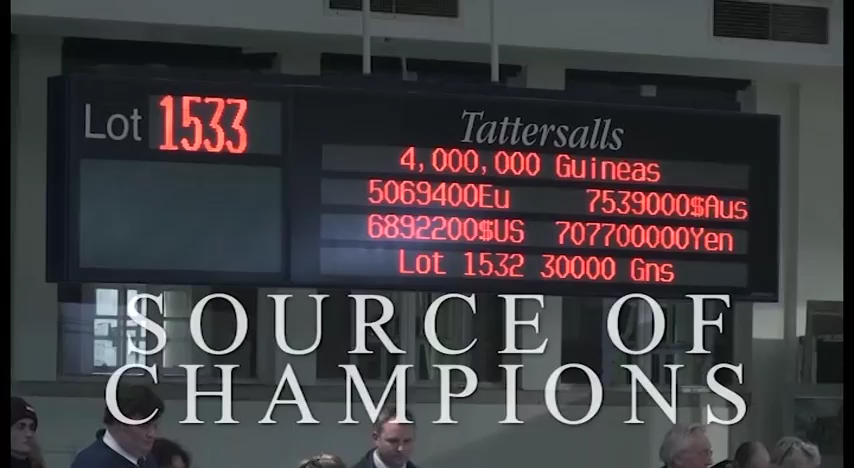 Lot 1533
Tattersalls
4,000,000 Guineas
5069400Eu 7539000$Aus
6892200$US 707700000Yen
Lot 1532 30000 Gns
SOURCE OF
CHAMPIONS